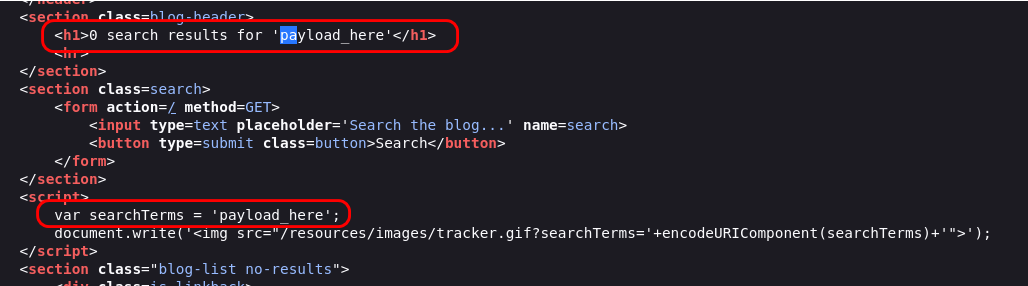 </header>
<section class=blog-header>
<h1>0 search results for 'payload_here'</h1>
<hr>
</section>
<section class=search>
<form action=/ method=GET>
<input type=text placeholder='Search the blog...' name=search>
<button type=submit class=button>Search</button>
</form>
</section>
<script>
var searchTerms = 'payload_here';
document.write('<img src="/resources/images/tracker.gif?searchTerms='+encodeURIComponent(searchTerms)+'">');
</script>
<section class="blog-list no-results">
<div class=is-linkback>